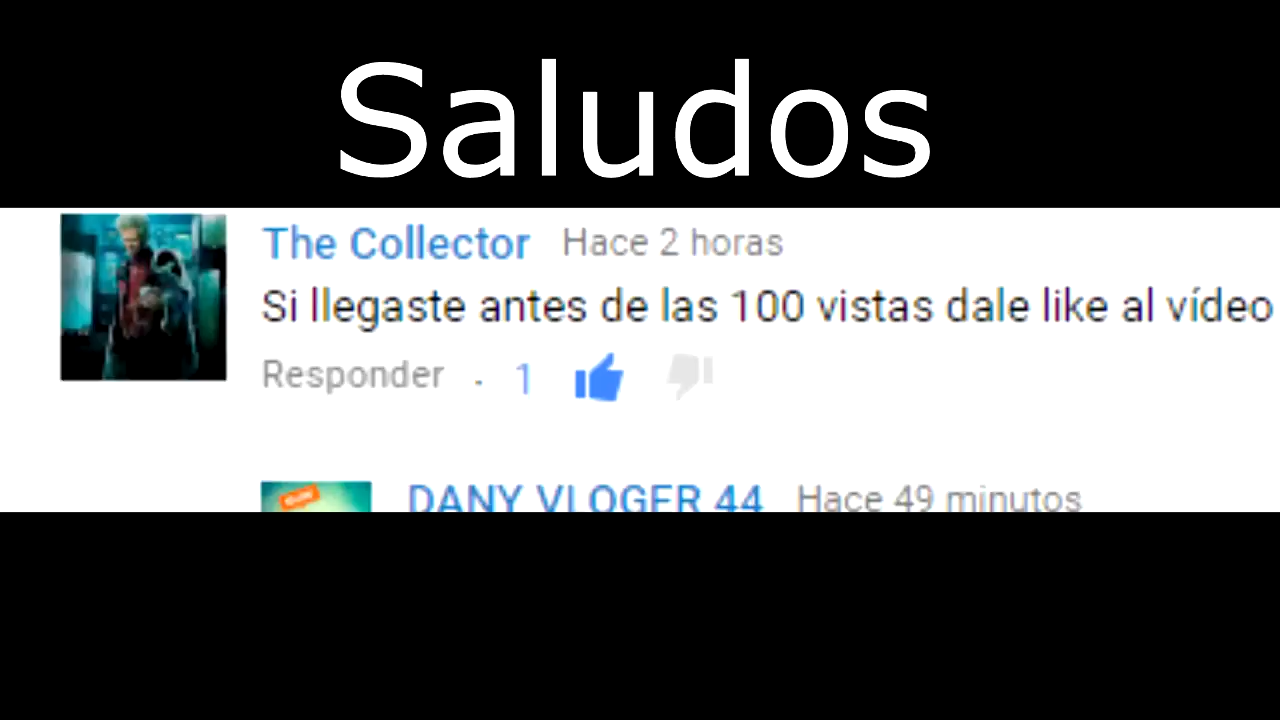 Saludos
The Collector Hace 2 horas
Si llegaste antes de las 100 vistas dale like al vídeo
Responder · 1
DANY VLOGER 44 Hace 49 minutos